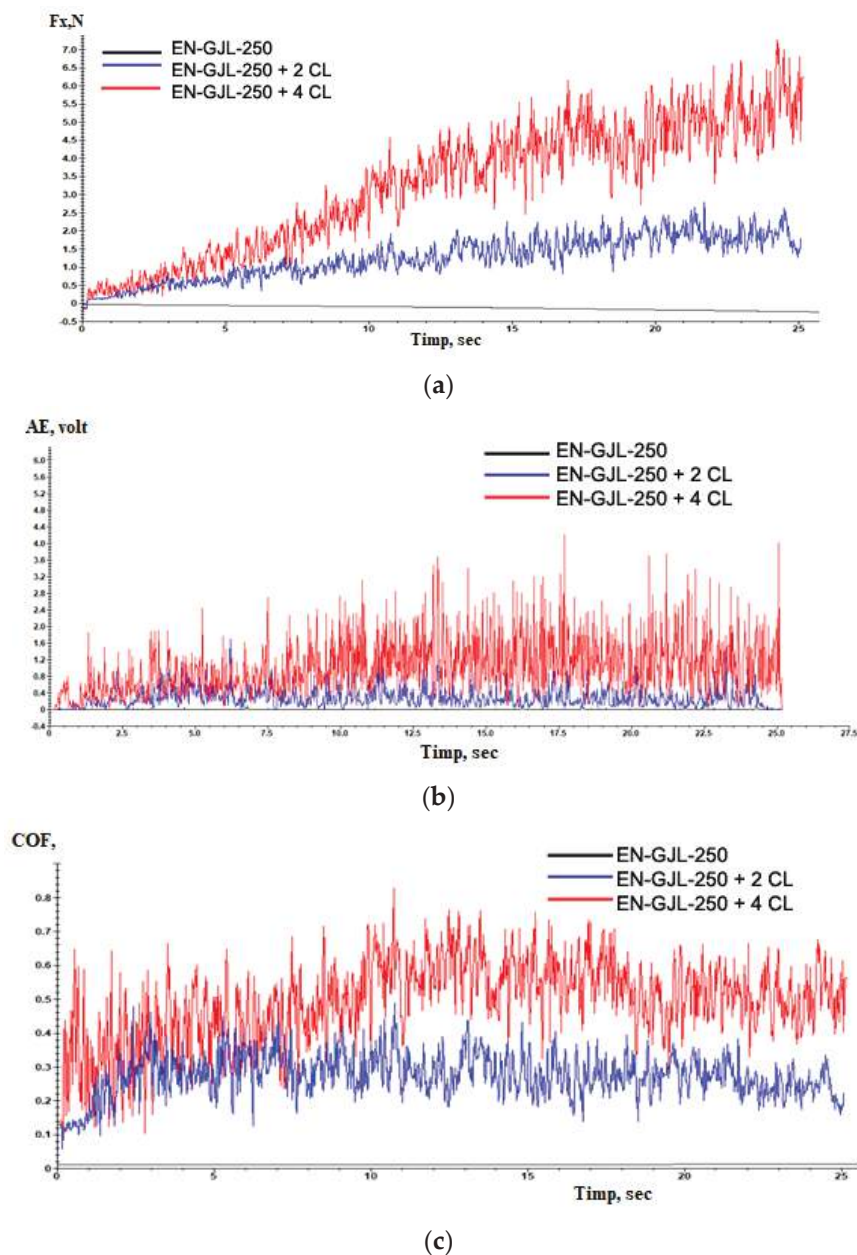 Fx,N
EN-GJL-250
EN-GJL-250 + 2 CL
EN-GJL-250 + 4 CL
7.0
6.5
6.0
5.5
5.0
4.5
4.0
3.5
3.0
2.5
2.0
1.5
1.0
0.5
0
-0.5
0 5 10 15 20 25
Timp, sec
(a)
AE, volt
EN-GJL-250
EN-GJL-250 + 2 CL
EN-GJL-250 + 4 CL
6.0
5.6
5.2
4.8
4.4
4.0
3.6
3.2
2.8
2.4
2.0
1.6
1.2
0.8
0.4
0
-0.4
0 2.5 5.0 7.5 10.0 12.5 15.0 17.5 20.0 22.5 25.0 27.5
Timp, sec
(b)
COF,
EN-GJL-250
EN-GJL-250 + 2 CL
EN-GJL-250 + 4 CL
0.8
0.7
0.6
0.5
0.4
0.3
0.2
0.1
0
0 5 10 15 20 25
Timp, sec
(c)